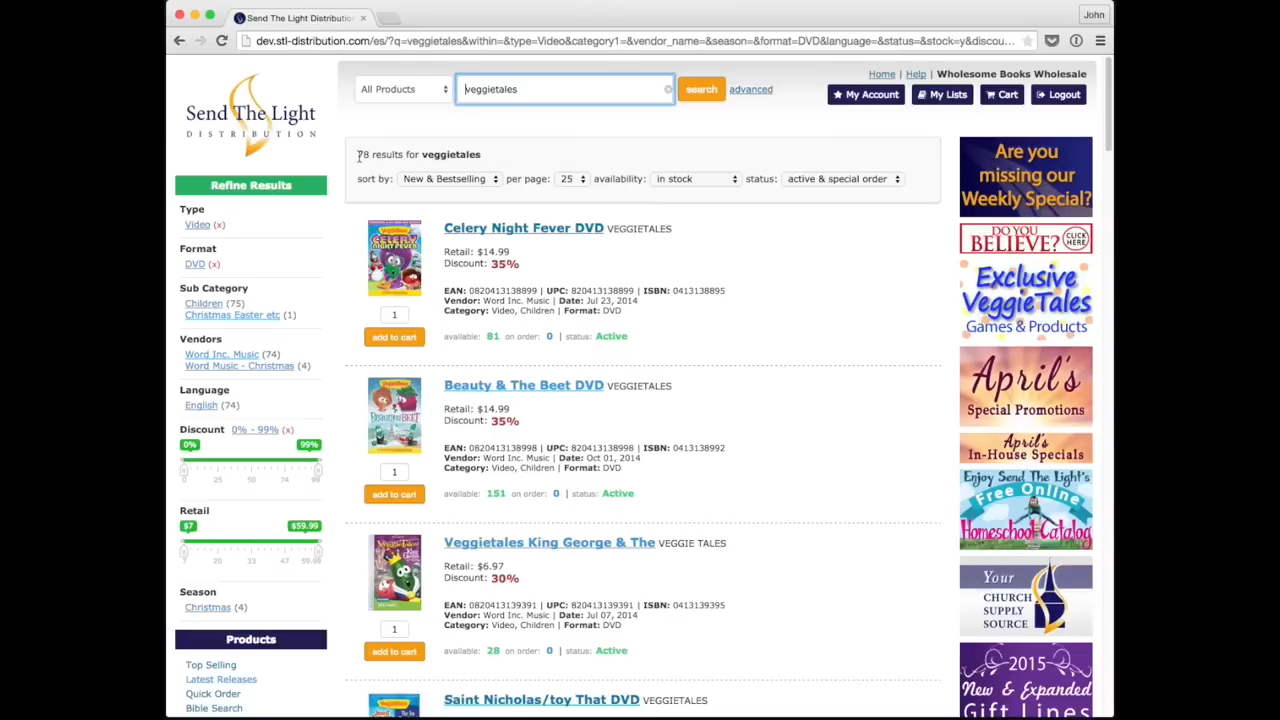 Send The Light Distributio
John
dev.stl-distribution.com/es/?q=veggietales&within=&type=Video&category1=&vendor_name=&season=&format=DVD&language=&status=&stock=y&discou...
Send The Light
DISTRIBUTION
All Products
veggietales
search
advanced
Home | Help | Wholesome Books Wholesale
My Account
My Lists
Cart
Logout
78 results for veggietales
sort by: New & Bestselling per page: 25 availability: in stock status: active & special order
Refine Results
Type
Video (x)
Format
DVD (x)
Sub Category
Children (75)
Christmas Easter etc (1)
Vendors
Word Inc. Music (74)
Word Music - Christmas (4)
Language
English (74)
Discount 0% - 99% (x)
0% 99%
0 25 50 74 99
Retail
$7 $59.99
7 20 33 47 59.99
Season
Christmas (4)
Products
Top Selling
Latest Releases
Quick Order
Bible Search
Celery Night Fever DVD VEGGIETALES
Retail: $14.99
Discount: 35%
EAN: 0820413138899 | UPC: 820413138899 | ISBN: 0413138895
Vendor: Word Inc. Music | Date: Jul 23, 2014
Category: Video, Children | Format: DVD
1
add to cart
available: 81 on order: 0 | status: Active
Beauty & The Beet DVD VEGGIETALES
Retail: $14.99
Discount: 35%
EAN: 0820413138998 | UPC: 820413138998 | ISBN: 0413138992
Vendor: Word Inc. Music | Date: Oct 01, 2014
Category: Video, Children | Format: DVD
1
add to cart
available: 151 on order: 0 | status: Active
Veggietales King George & The VEGGIE TALES
Retail: $6.97
Discount: 30%
EAN: 0820413139391 | UPC: 820413139391 | ISBN: 0413139395
Vendor: Word Inc. Music | Date: Jul 07, 2014
Category: Video, Children | Format: DVD
1
add to cart
available: 28 on order: 0 | status: Active
Saint Nicholas/toy That DVD VEGGIETALES
Are you
missing our
Weekly Special?
DO YOU
BELIEVE?
CLICK
HERE
Exclusive
VeggieTales
Games & Products
April's
Special Promotions
April's
In-House Specials
Enjoy Send The Light's
Free Online
Homeschool Catalog
Your
CHURCH
SUPPLY
SOURCE
2015
New & Expanded
Gift Lines